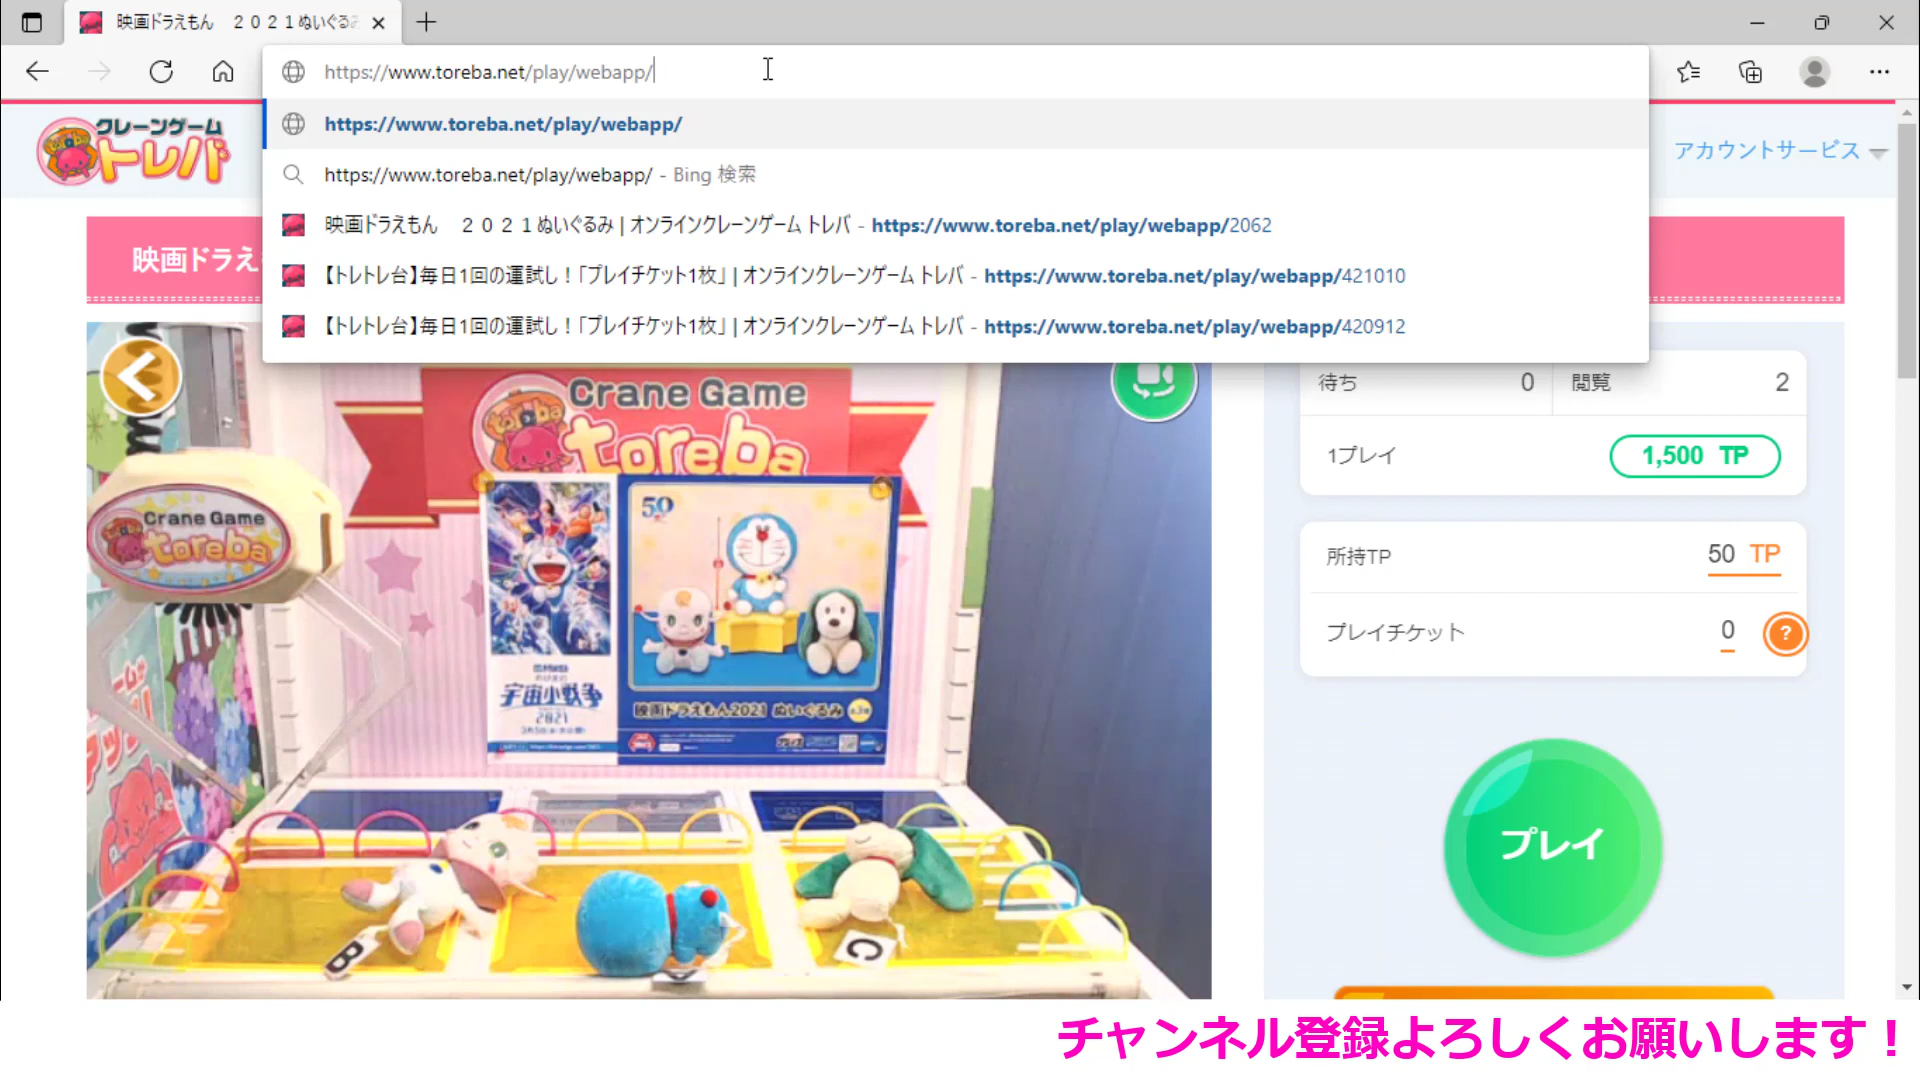 映画ドラえもん　２０２１ぬいぐるみ
https://www.toreba.net/play/webapp/
https://www.toreba.net/play/webapp/
https://www.toreba.net/play/webapp/ - Bing 検索
映画ドラえもん　２０２１ぬいぐるみ | オンラインクレーンゲーム トレバ - https://www.toreba.net/play/webapp/2062
【トレトレ台】毎日1回の運試し！「プレイチケット1枚」 | オンラインクレーンゲーム トレバ - https://www.toreba.net/play/webapp/421010
【トレトレ台】毎日1回の運試し！「プレイチケット1枚」 | オンラインクレーンゲーム トレバ - https://www.toreba.net/play/webapp/420912
クレーンゲーム
トレバ
アカウントサービス
映画ドラえ
待ち 0 閲覧 2
1プレイ 1,500 TP
所持TP 50 TP
プレイチケット 0 ?
プレイ
Crane Game
toreba
Crane Game
toreba
50
宇宙小戦争
2021
映画ドラえもん2021 ぬいぐるみ
B
C
チャンネル登録よろしくお願いします！